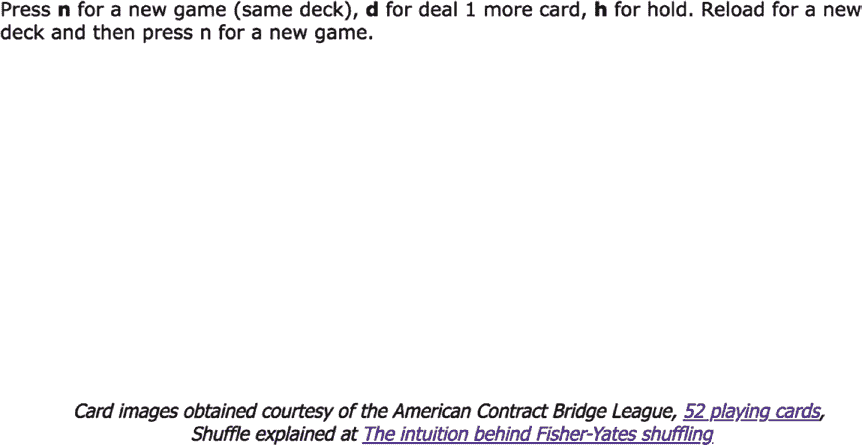 Press n for a new game (same deck), d for deal 1 more card, h for hold. Reload for a new
deck and then press n for a new game.
Card images obtained courtesy of the American Contract Bridge League, 52 playing cards,
Shuffle explained at The intuition behind Fisher-Yates shuffling